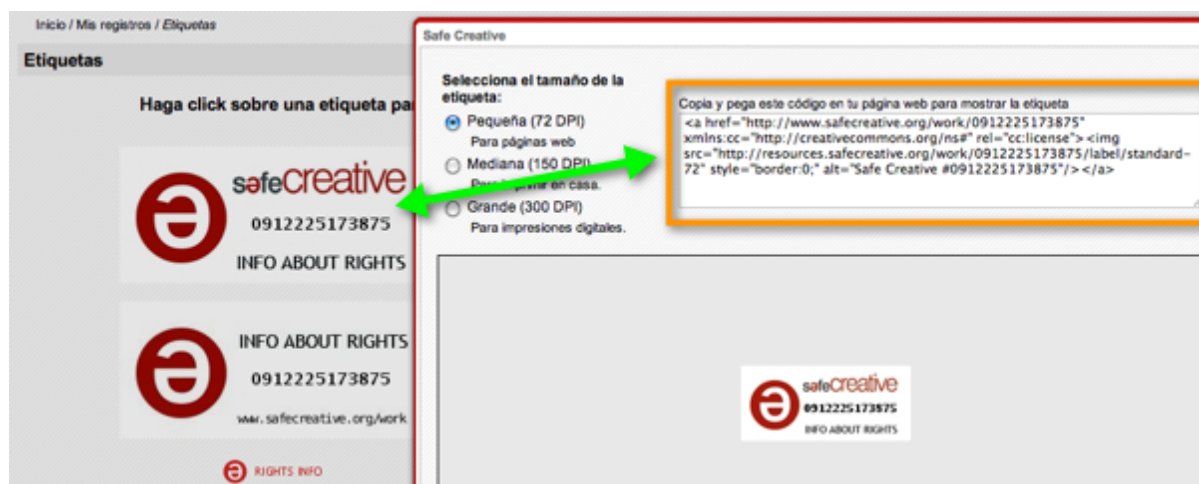 Inicio / Mis registros / Etiquetas
Etiquetas
Haga click sobre una etiqueta pa
safecreative
0912225173875
INFO ABOUT RIGHTS
INFO ABOUT RIGHTS
0912225173875
www.safecreative.org/work
RIGHTS INFO
Safe Creative
Selecciona el tamaño de la
etiqueta:
Pequeña (72 DPI)
Para páginas web
Mediana (150 DPI)
Para imprimir en casa.
Grande (300 DPI)
Para impresiones digitales.
Copia y pega este código en tu página web para mostrar la etiqueta
<a href="http://www.safecreative.org/work/0912225173875"
xmlns:cc="http://creativecommons.org/ns#" rel="cc:license"><img
src="http://resources.safecreative.org/work/0912225173875/label/standard-
72" style="border:0;" alt="Safe Creative #0912225173875"/></a>
safecreative
0912225173875
INFO ABOUT RIGHTS